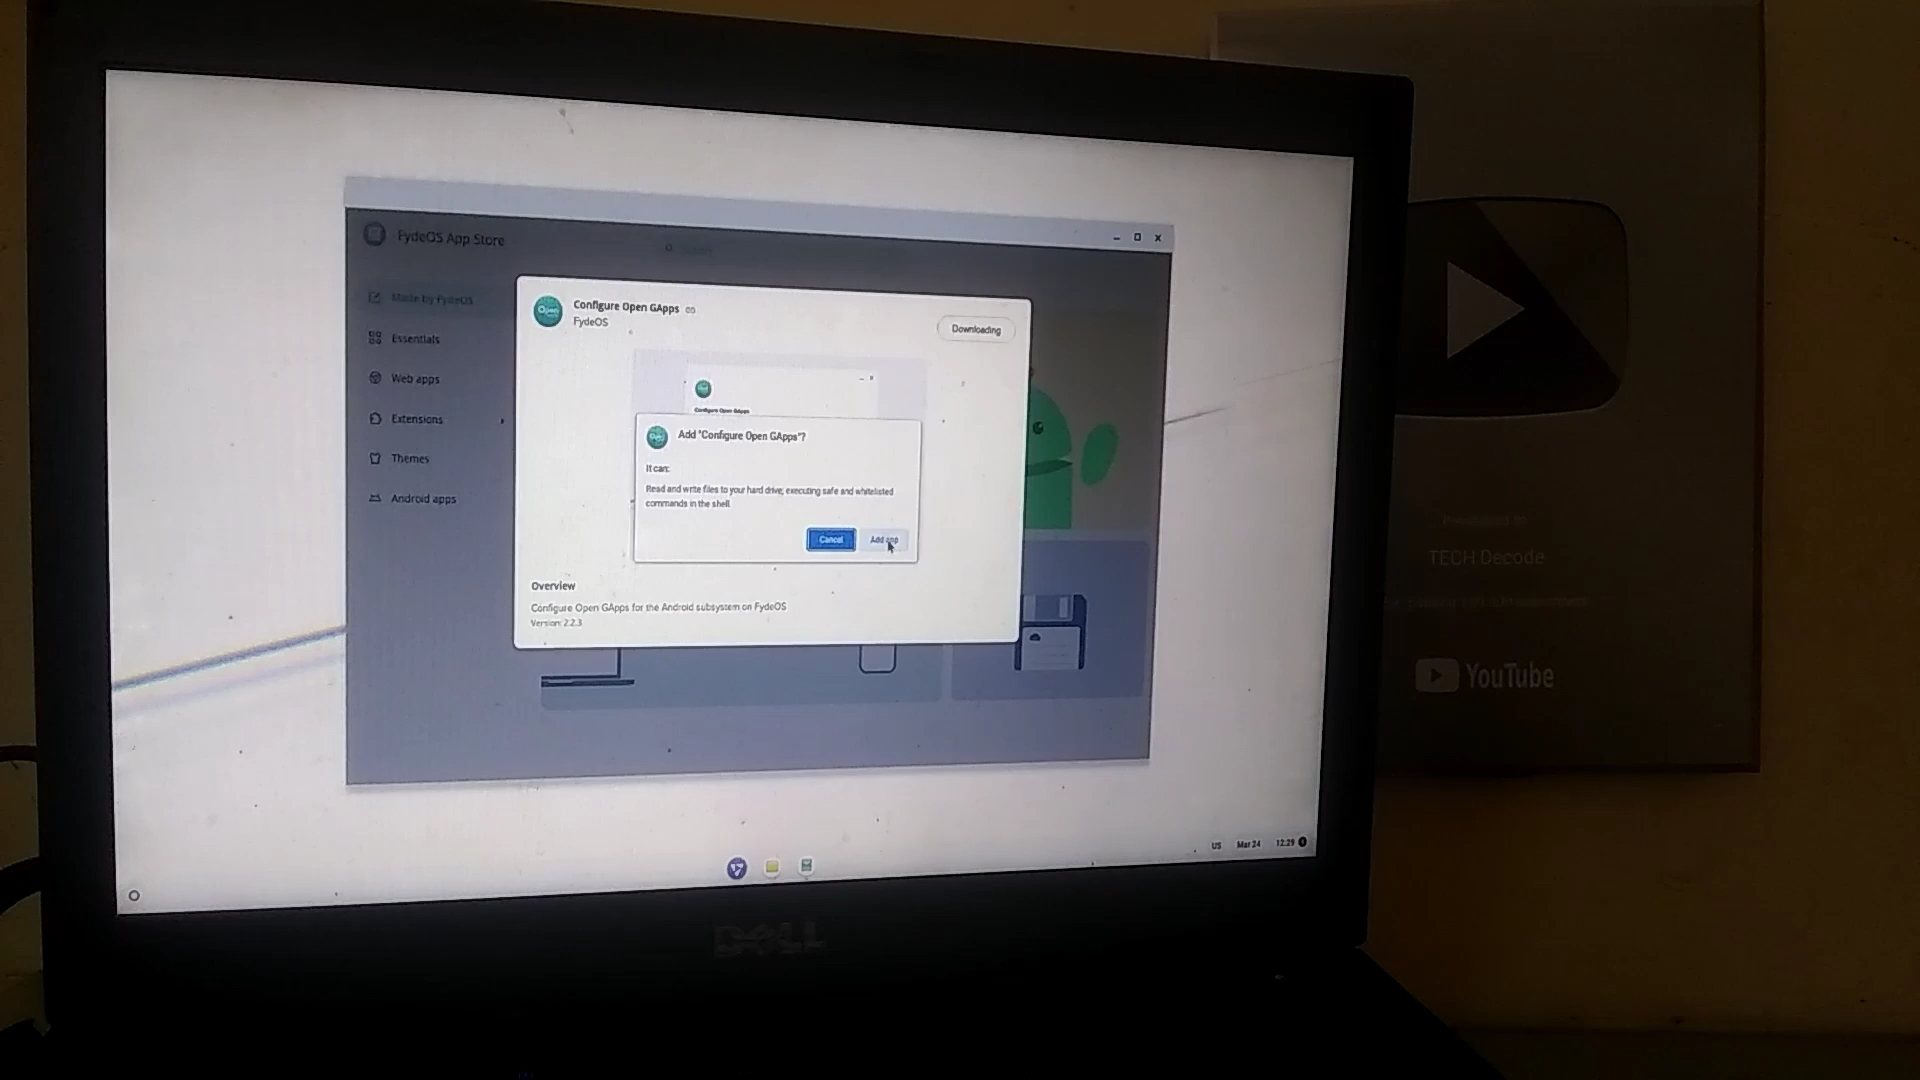 FydeOS App Store
Made by FydeOS
Essentials
Web apps
Extensions
Themes
Android apps
Open
Configure Open GApps
FydeOS
Downloading
Configure Open GApps
Add "Configure Open GApps"?
It can:
Read and write files to your hard drive, executing safe and whitelisted
commands in the shell
Cancel
Add app
Overview
Configure Open GApps for the Android subsystem on FydeOS
Version: 2.2.3
US
Mar 24
12:29
DELL
Presented to
TECH Decode
YouTube